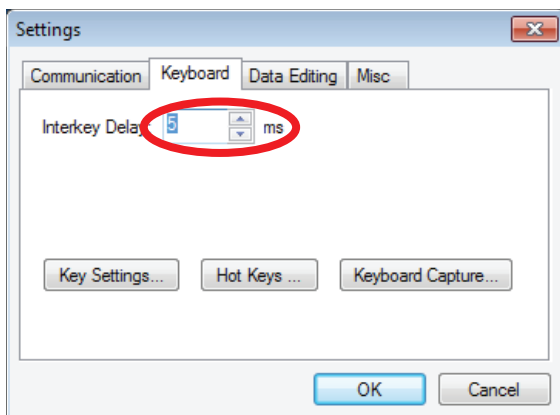 Settings
Communication Keyboard Data Editing Misc
Interkey Delay 5 ms
Key Settings... Hot Keys ... Keyboard Capture...
OK Cancel